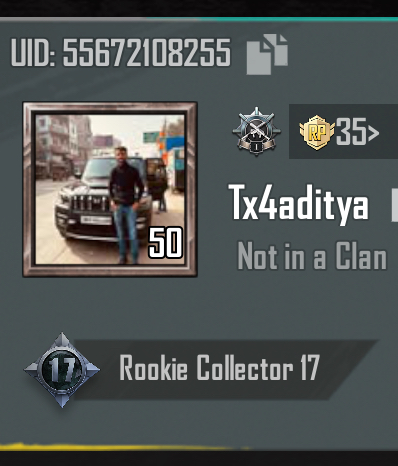 UID: 55672108255
RP 35>
Tx4aditya
50
Not in a Clan
17 Rookie Collector 17